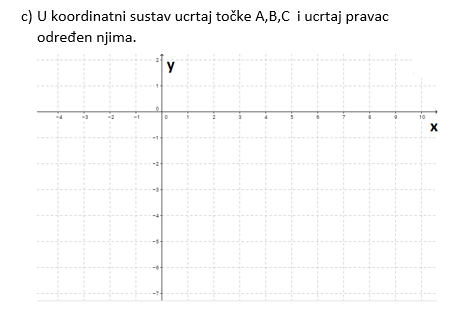 c) U koordinatni sustav ucrtaj točke A,B,C i ucrtaj pravac
određen njima.
2
y
1
0
-4 -3 -2 -1 0 1 2 3 4 5 6 7 8 9 10
x
-1
-2
-3
-4
-5
-6
-7